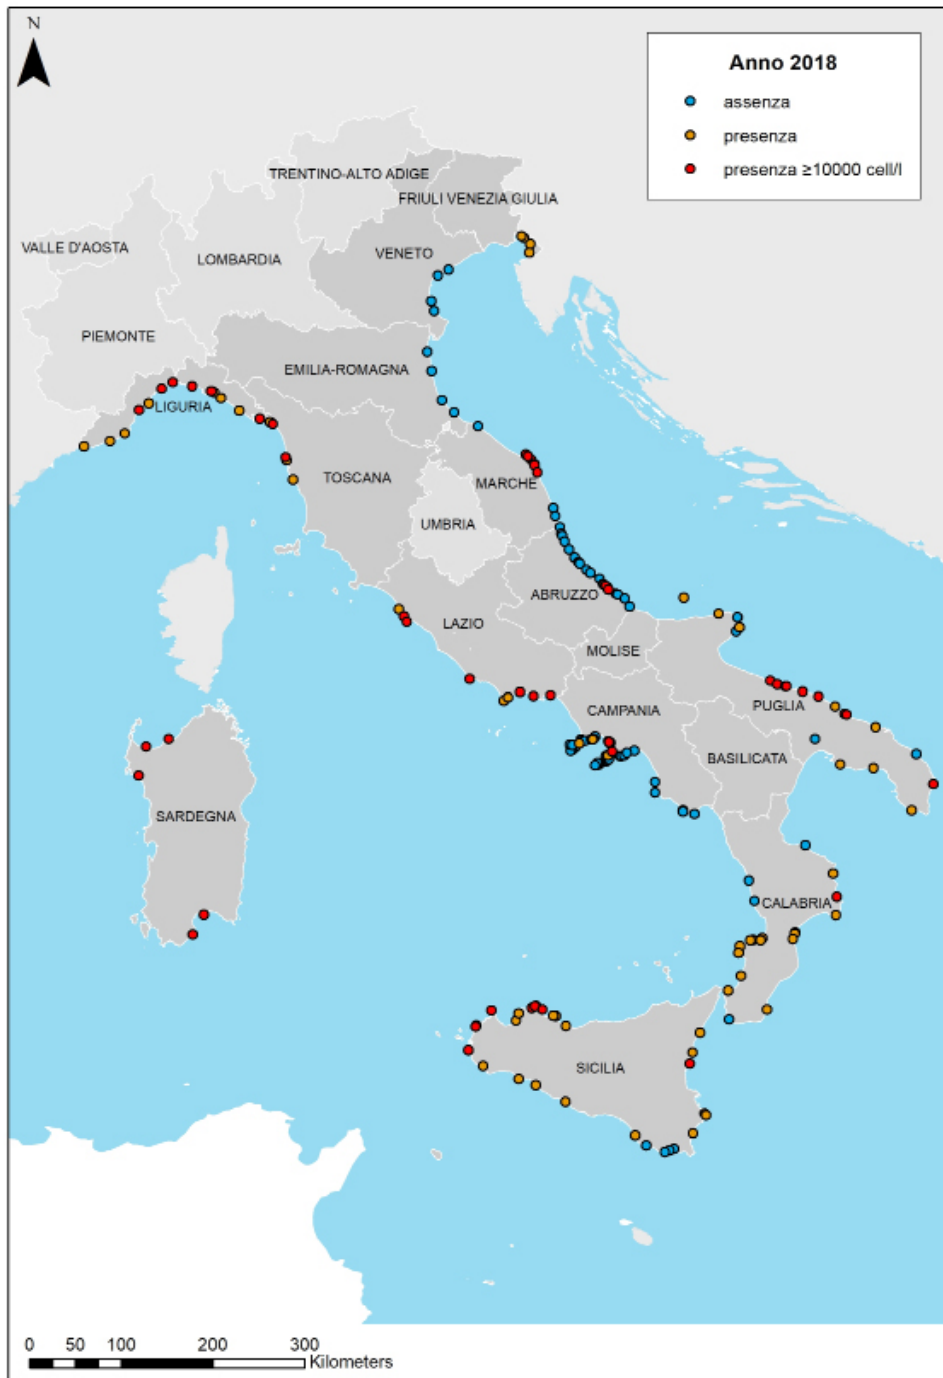 N
Anno 2018
assenza
presenza
presenza ≥10000 cell/l
TRENTINO-ALTO ADIGE
FRIULI VENEZIA GIULIA
VALLE D'AOSTA
LOMBARDIA
VENETO
PIEMONTE
EMILIA-ROMAGNA
LIGURIA
TOSCANA
MARCHE
UMBRIA
ABRUZZO
LAZIO
MOLISE
CAMPANIA
PUGLIA
BASILICATA
SARDEGNA
CALABRIA
SICILIA
0 50 100 200 300
Kilometers